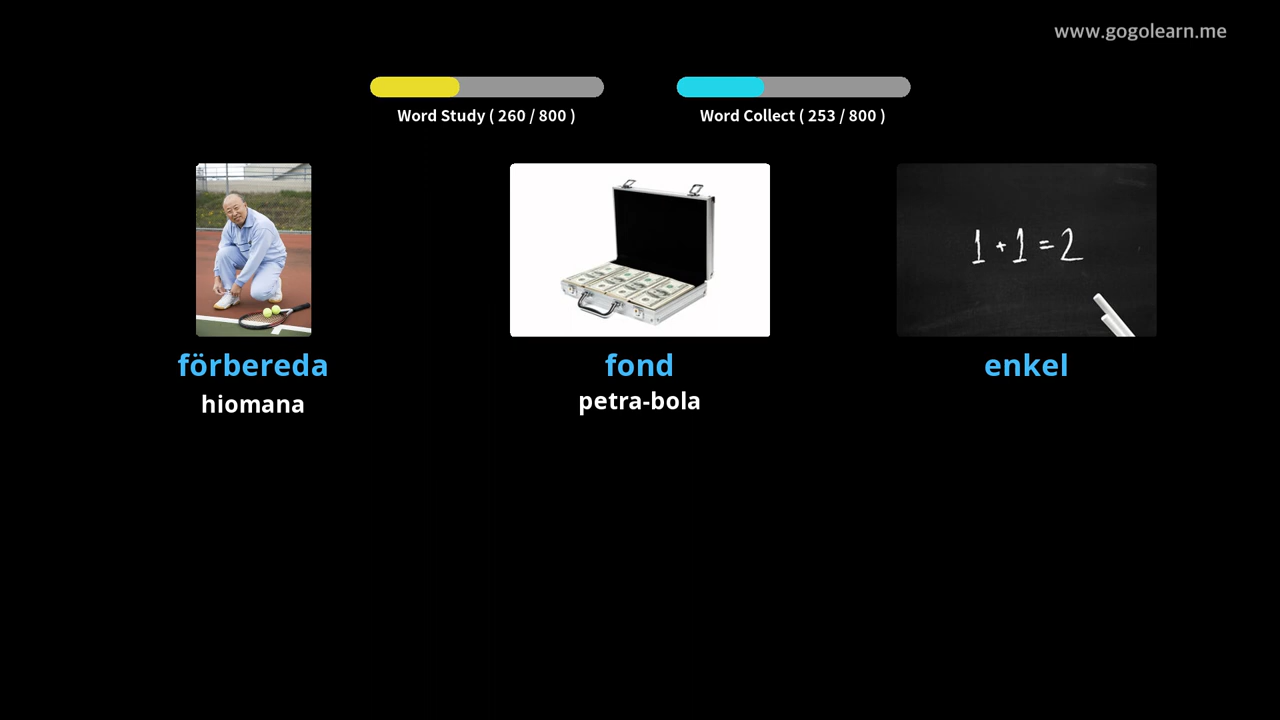 www.gogolearn.me
Word Study ( 260 / 800 )
Word Collect ( 253 / 800 )
1 + 1 = 2
förbereda
fond
enkel
hiomana
petra-bola